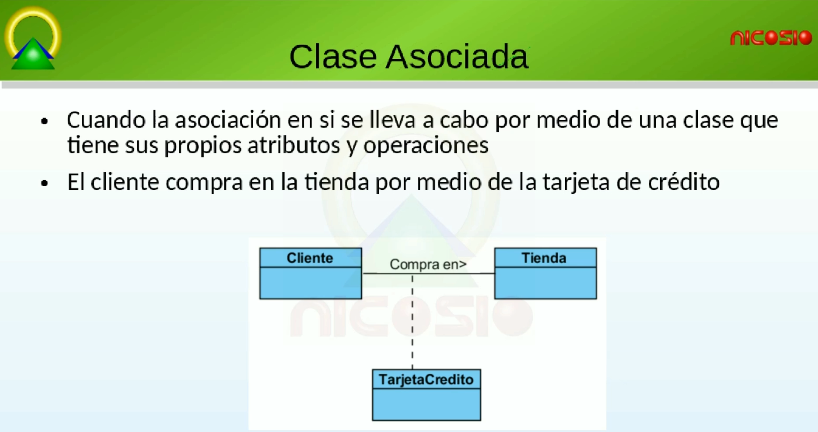 NICOSIO
Clase Asociada
• Cuando la asociación en si se lleva a cabo por medio de una clase que
tiene sus propios atributos y operaciones
• El cliente compra en la tienda por medio de la tarjeta de crédito
Cliente
Compra en>
Tienda
NICOSIO
TarjetaCredito